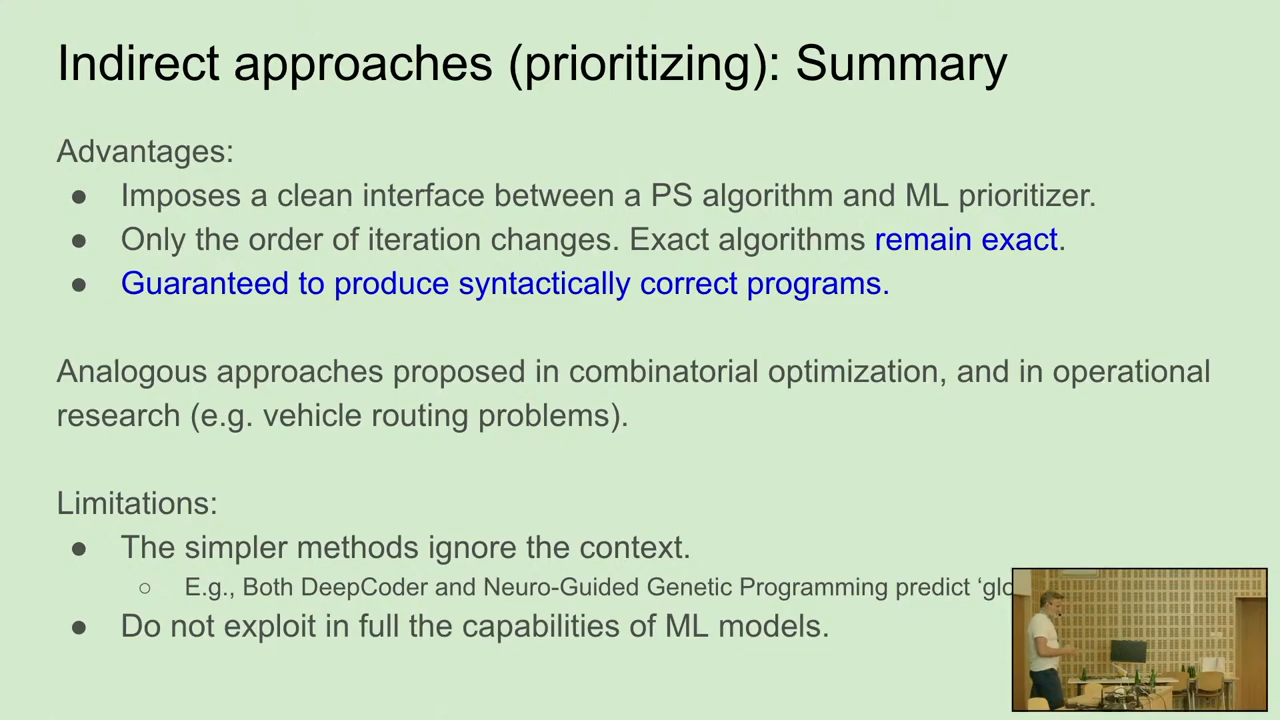 Indirect approaches (prioritizing): Summary
Advantages:
● Imposes a clean interface between a PS algorithm and ML prioritizer.
● Only the order of iteration changes. Exact algorithms remain exact.
● Guaranteed to produce syntactically correct programs.
Analogous approaches proposed in combinatorial optimization, and in operational
research (e.g. vehicle routing problems).
Limitations:
● The simpler methods ignore the context.
○ E.g., Both DeepCoder and Neuro-Guided Genetic Programming predict
● Do not exploit in full the capabilities of ML models.